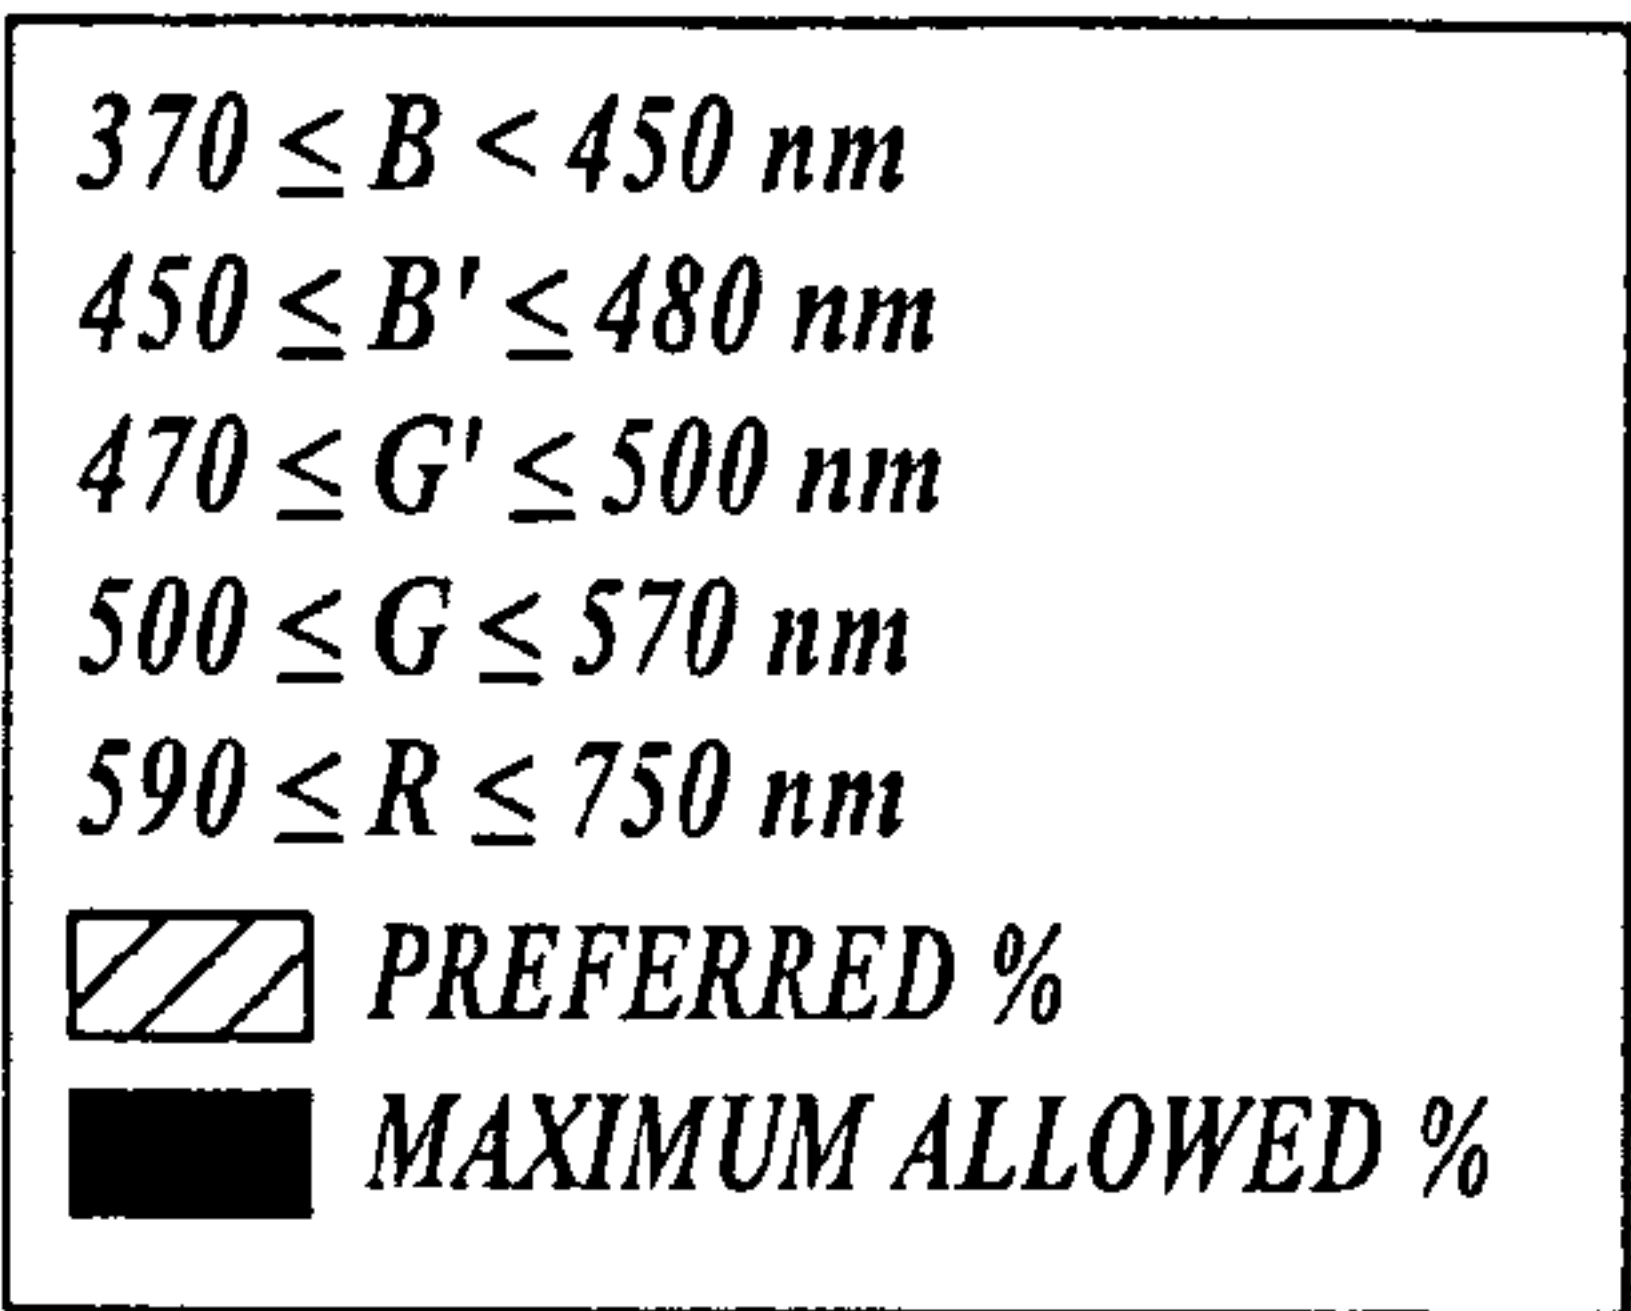 370 ≤ B < 450 nm
450 ≤ B' ≤ 480 nm
470 ≤ G' ≤ 500 nm
500 ≤ G ≤ 570 nm
590 ≤ R ≤ 750 nm
PREFERRED %
MAXIMUM ALLOWED %